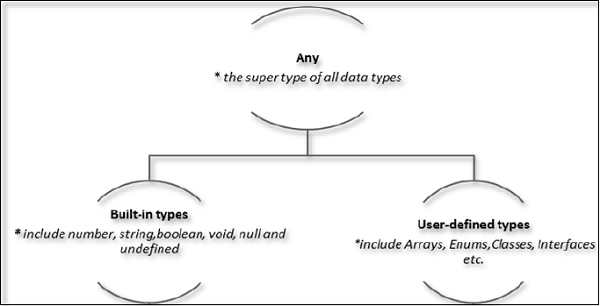 Any
* the super type of all data types
Built-in types
* include number, string,boolean, void, null and
undefined
User-defined types
*include Arrays, Enums,Classes, Interfaces
etc.